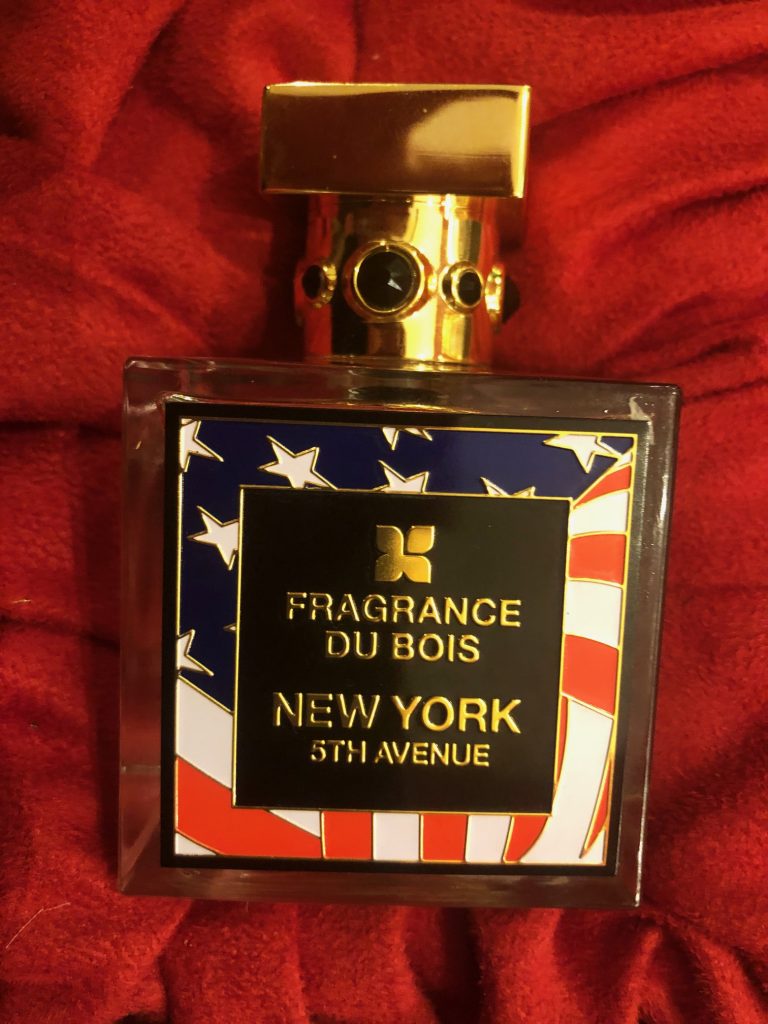 FRAGRANCE
DU BOIS
NEW YORK
5TH AVENUE